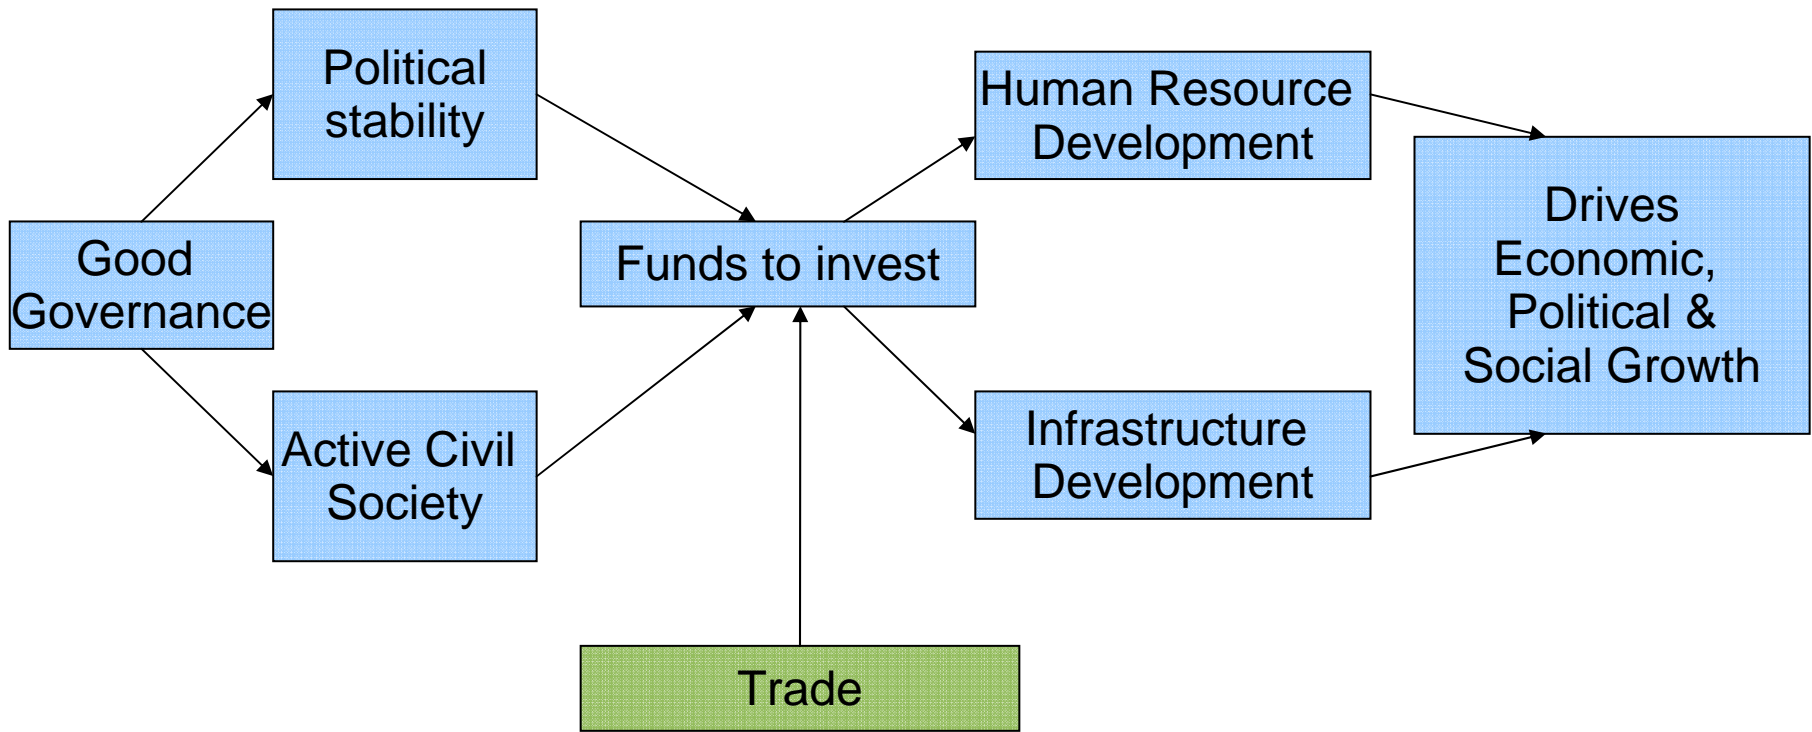 Political
stability
Human Resource
Development
Good
Governance
Funds to invest
Drives
Economic,
Political &
Social Growth
Active Civil
Society
Infrastructure
Development
Trade